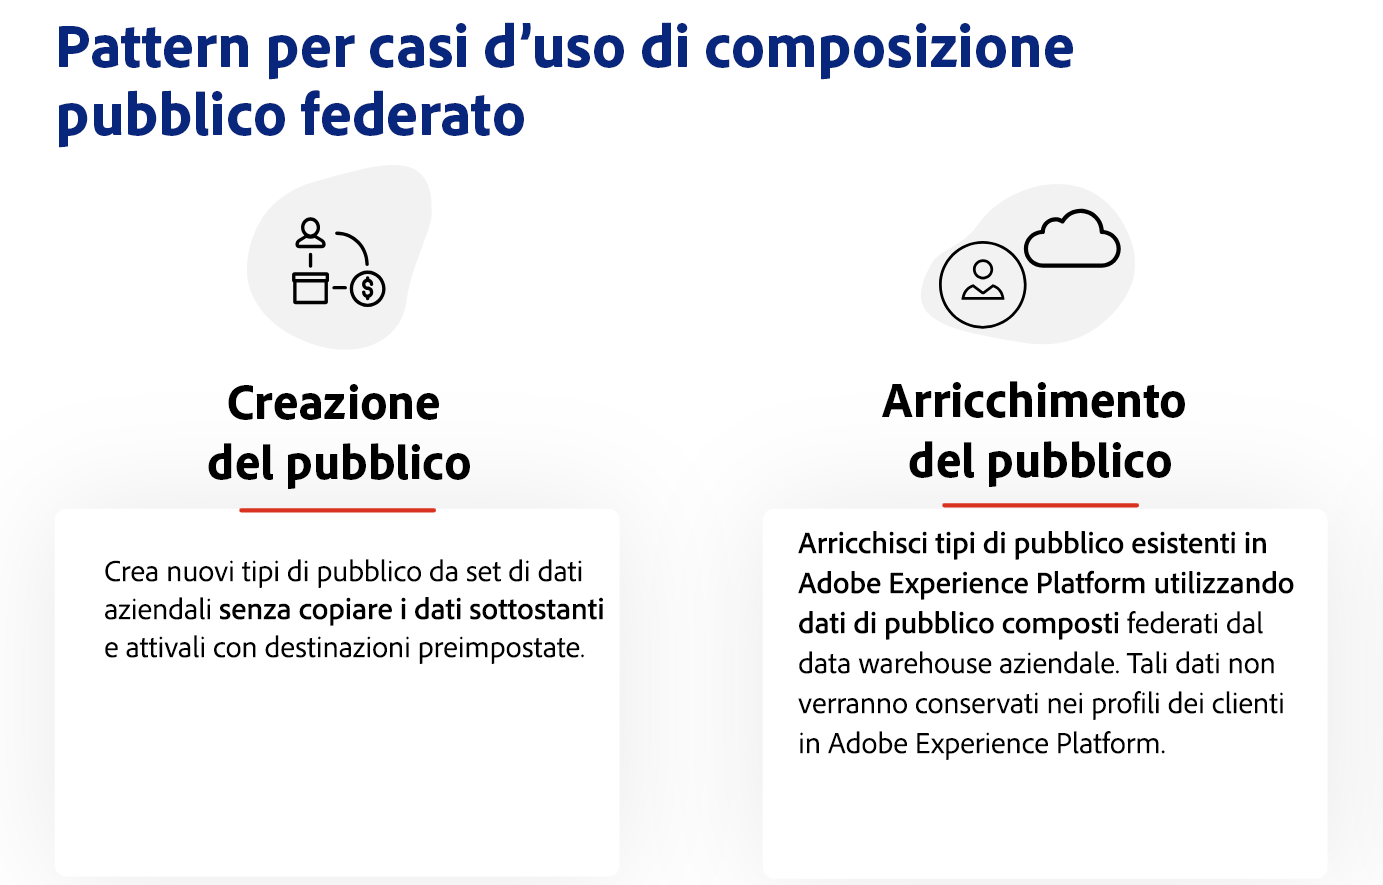 Pattern per casi d’uso di composizione
pubblico federato
$
Creazione
del pubblico
Crea nuovi tipi di pubblico da set di dati
aziendali senza copiare i dati sottostanti
e attivali con destinazioni preimpostate.
Arricchimento
del pubblico
Arricchisci tipi di pubblico esistenti in
Adobe Experience Platform utilizzando
dati di pubblico composti federati dal
data warehouse aziendale. Tali dati non
verranno conservati nei profili dei clienti
in Adobe Experience Platform.